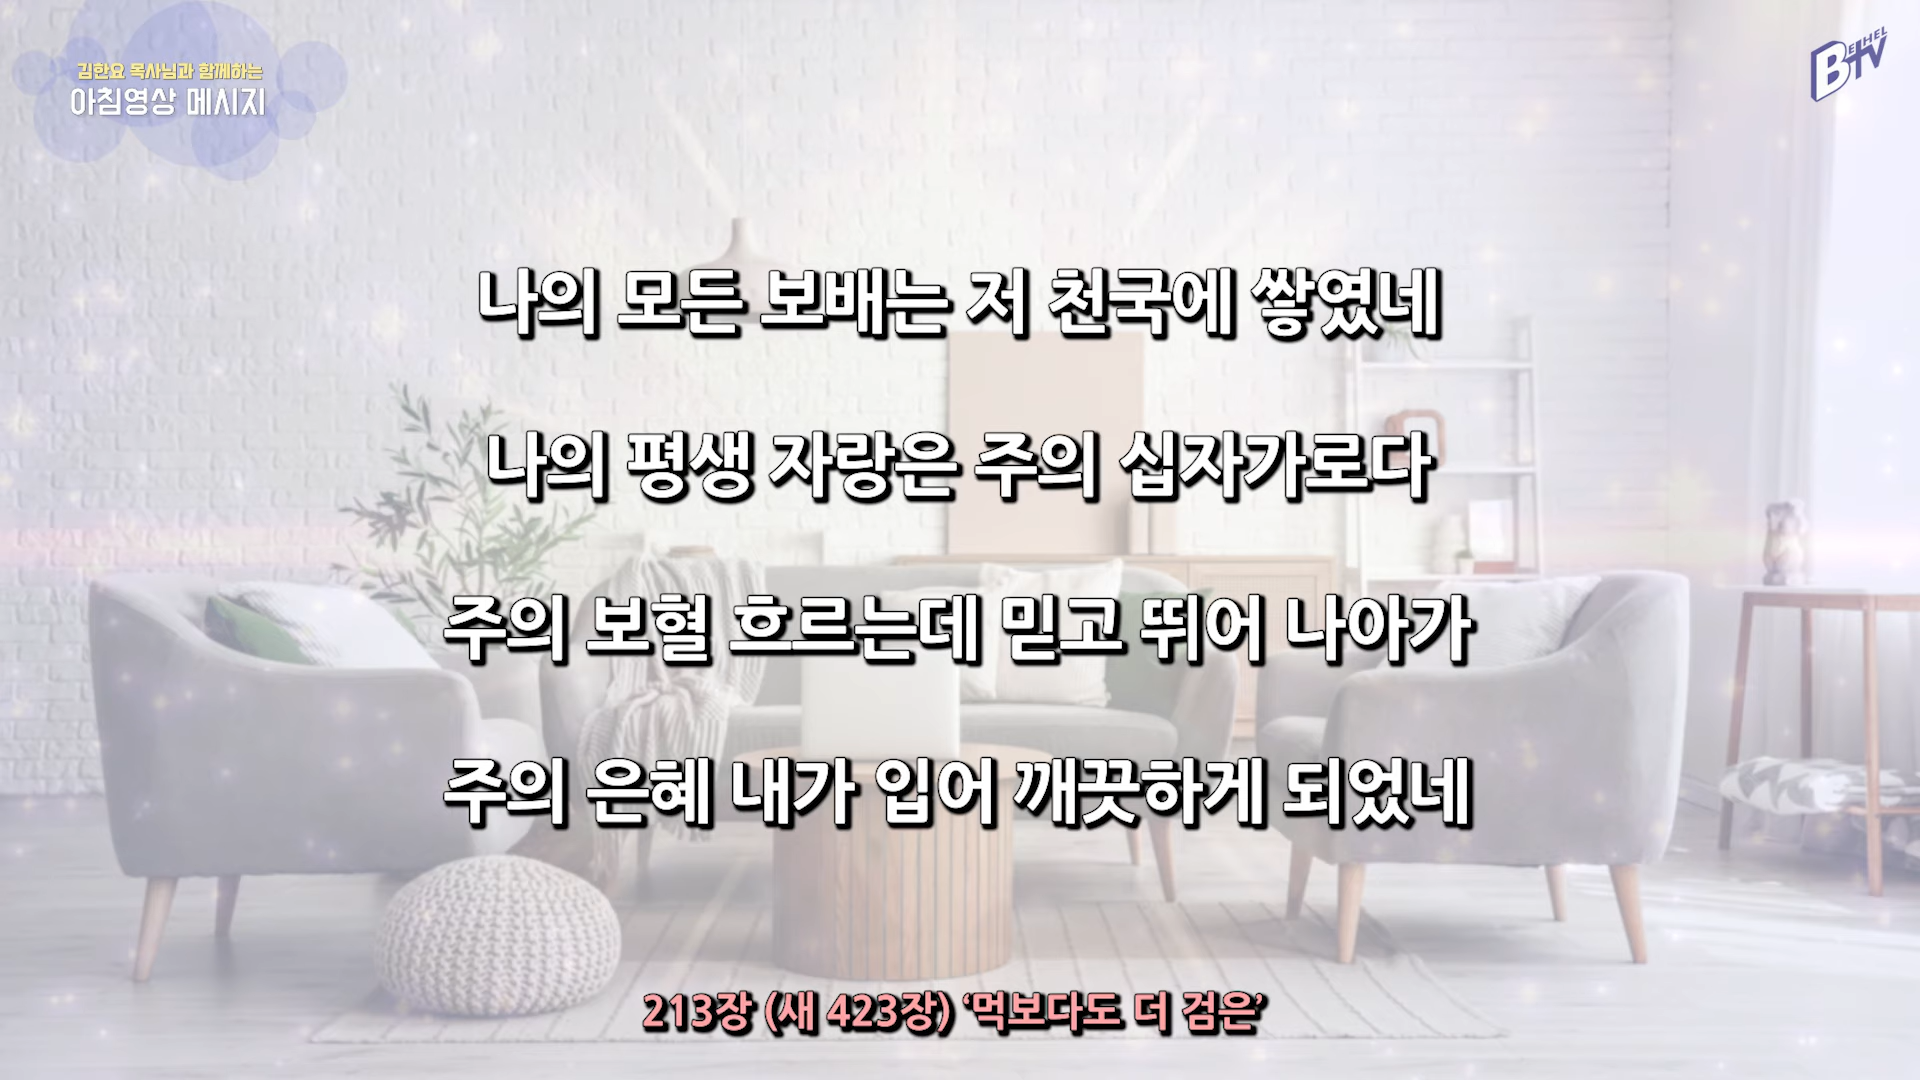 김한요 목사님과 함께하는
아침영상 메시지
BETHEL TV
나의 모든 보배는 저 천국에 쌓였네
나의 평생 자랑은 주의 십자가로다
주의 보혈 흐르는데 믿고 뛰어 나아가
주의 은혜 내가 입어 깨끗하게 되었네
213장 (새 423장) ‘먹보다도 더 검은’